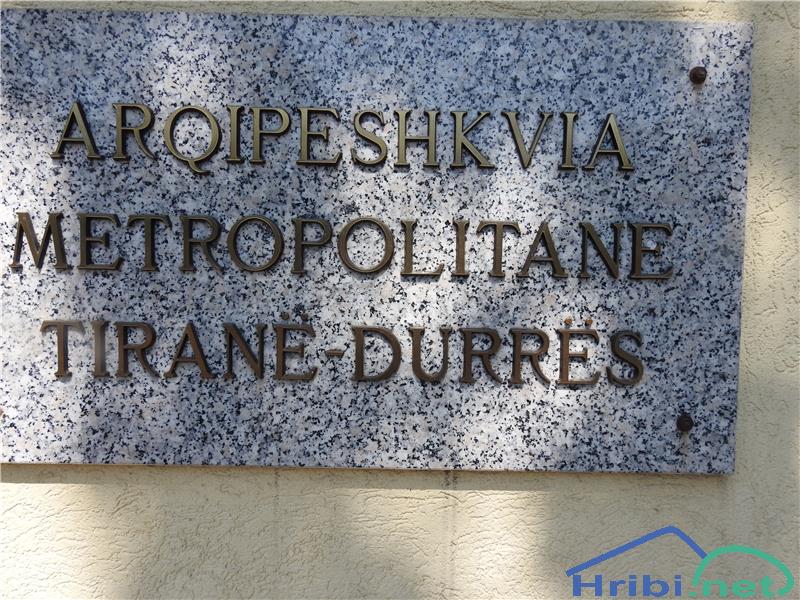 ARQIPESHKVIA
METROPOLITANE
TIRANË-DURRËS
Hribi.net